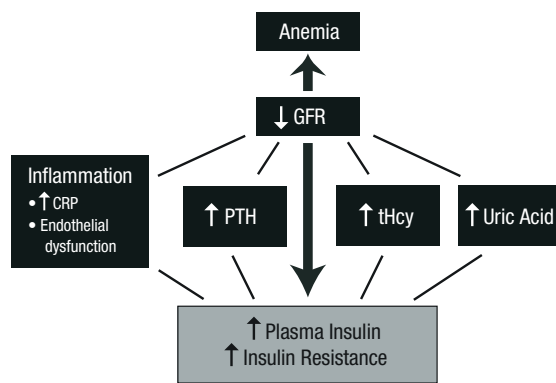 Anemia
↓ GFR
Inflammation
• ↑ CRP
• Endothelial
dysfunction
↑ PTH
↑ tHcy
↑ Uric Acid
↑ Plasma Insulin
↑ Insulin Resistance